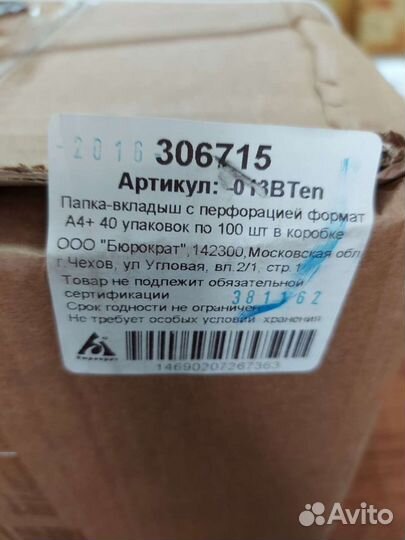 -2016 306715
Артикул: -013BTen
Папка-вкладыш с перфорацией формат
А4+ 40 упаковок по 100 шт в коробке
ООО "Бюрократ",142300,Московская обл
г.Чехов, ул Угловая, вл.2/1, стр.1
Товар не подлежит обязательной
сертификации 381162
Срок годности не ограничен
Не требует особых условий хранения
Бюрократ
14690207267363
Avito